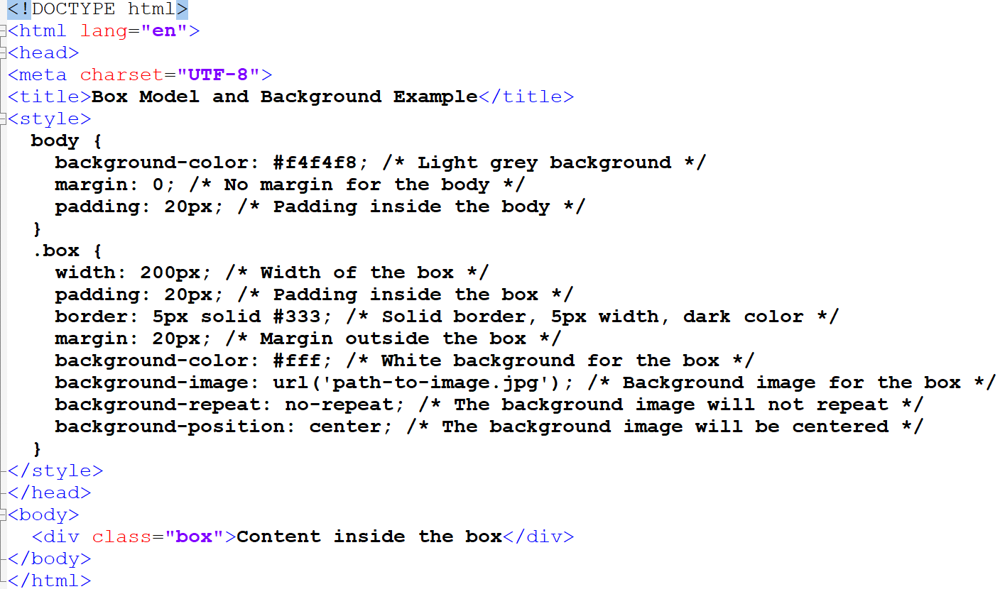 <!DOCTYPE html>
<html lang="en">
<head>
<meta charset="UTF-8">
<title>Box Model and Background Example</title>
<style>
  body {
    background-color: #f4f4f8; /* Light grey background */
    margin: 0; /* No margin for the body */
    padding: 20px; /* Padding inside the body */
  }
  .box {
    width: 200px; /* Width of the box */
    padding: 20px; /* Padding inside the box */
    border: 5px solid #333; /* Solid border, 5px width, dark color */
    margin: 20px; /* Margin outside the box */
    background-color: #fff; /* White background for the box */
    background-image: url('path-to-image.jpg'); /* Background image for the box */
    background-repeat: no-repeat; /* The background image will not repeat */
    background-position: center; /* The background image will be centered */
  }
</style>
</head>
<body>
  <div class="box">Content inside the box</div>
</body>
</html>